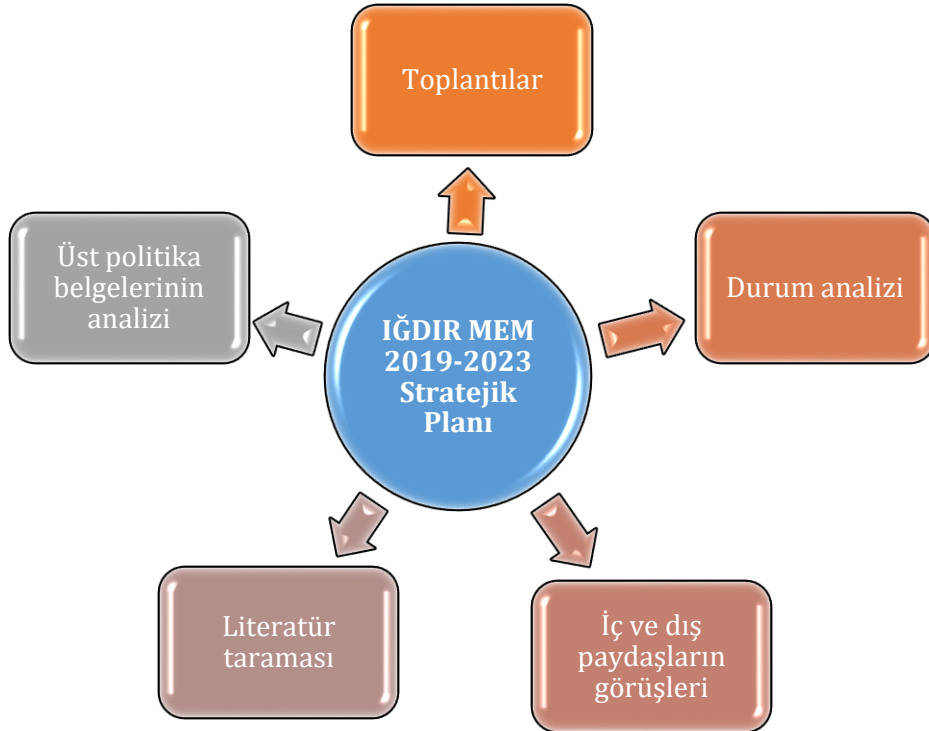 Toplantılar
Üst politika
belgelerinin
analizi
IĞDIR MEM
2019-2023
Stratejik
Planı
Durum analizi
Literatür
taraması
İç ve dış
paydaşların
görüşleri